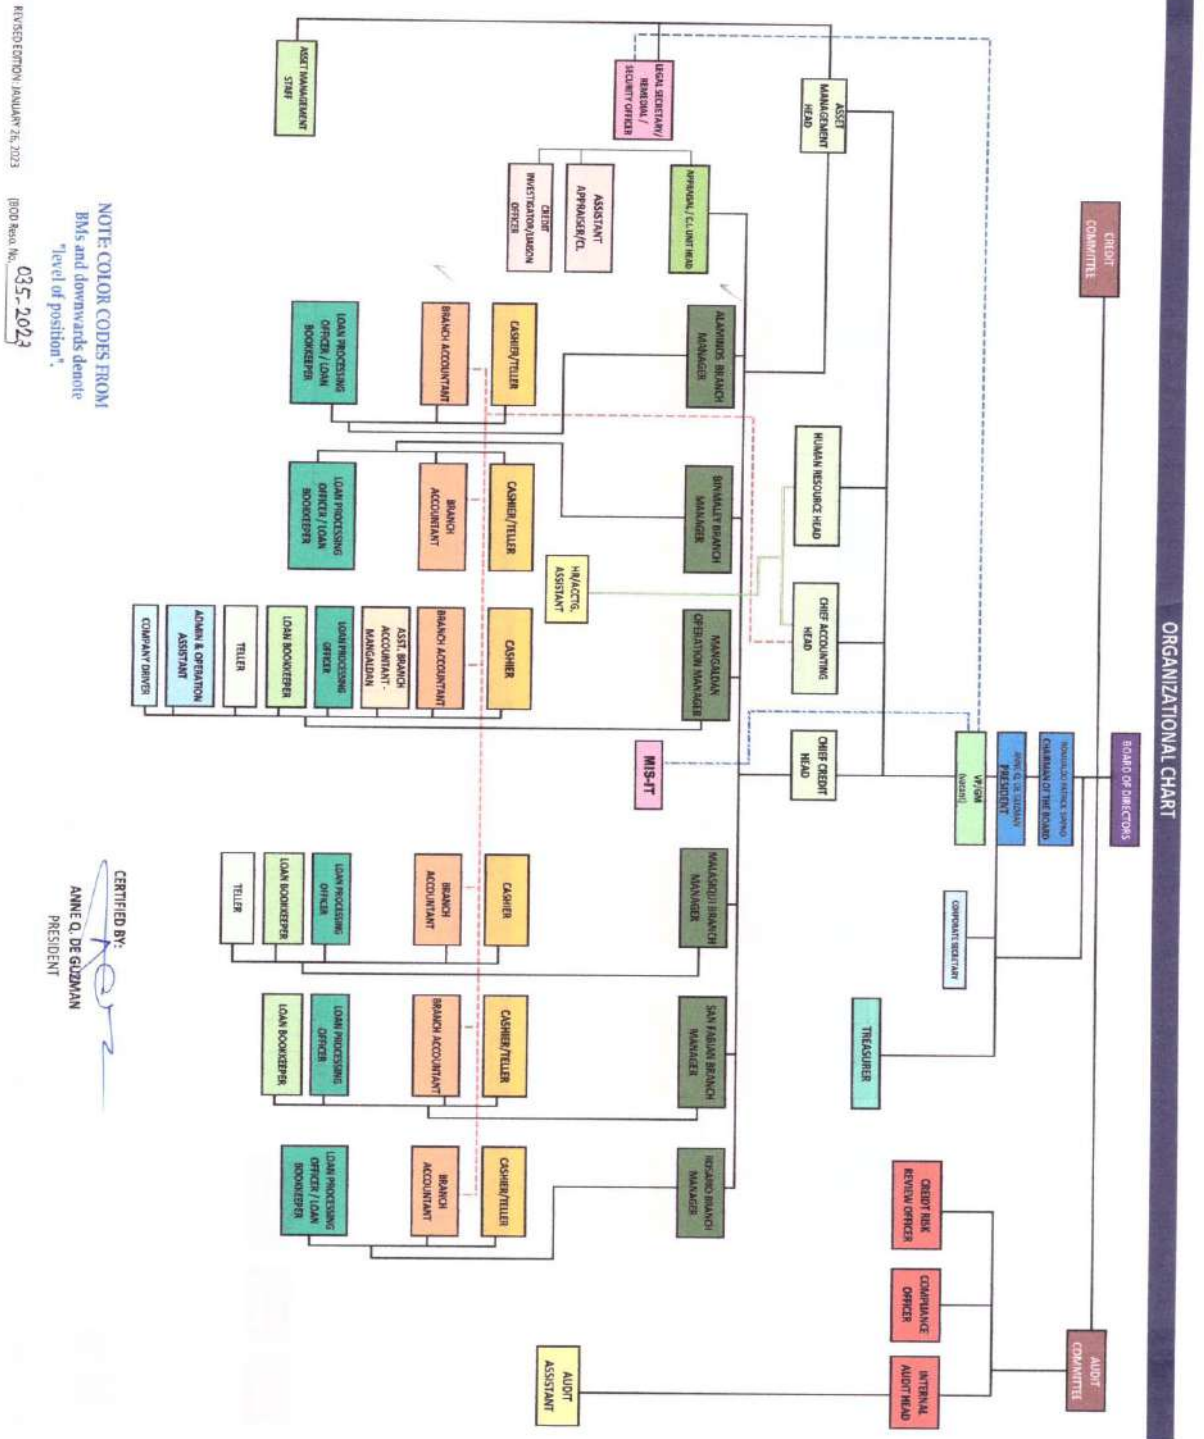 ORGANIZATIONAL CHART
BOARD OF DIRECTORS
CREDIT
COMMITTEE
AUDIT
COMMITTEE
CHAIRMAN OF THE BOARD
ANNE Q. DE GUZMAN
PRESIDENT
VP/GM
(VACANT)
CORPORATE SECRETARY
TREASURER
CREIDT RISK
REVIEW OFFICER
COMPLIANCE
OFFICER
INTERNAL
AUDIT HEAD
AUDIT
ASSISTANT
ASSET
MANAGEMENT
HEAD
HUMAN RESOURCE HEAD
CHIEF ACCOUNTING
HEAD
CHIEF CREDIT
HEAD
LEGAL SECRETARY/
REMEDIAL /
SECURITY OFFICER
ASSET MANAGEMENT
STAFF
APPRAISAL / C.I. UNIT HEAD
ASSISTANT
APPRAISER/CI.
CREDIT
INVESTIGATOR/LIAISON
OFFICER
HR/ACCTG.
ASSISTANT
MIS-IT
ALAMINOS BRANCH
MANAGER
BINMALEY BRANCH
MANAGER
MANGALDAN
OPERATION MANAGER
MALASIQUI BRANCH
MANAGER
SAN FABIAN BRANCH
MANAGER
ROSARIO BRANCH
MANAGER
CASHIER/TELLER
BRANCH ACCOUNTANT
LOAN PROCESSING
OFFICER / LOAN
BOOKKEEPER
CASHIER/TELLER
BRANCH
ACCOUNTANT
LOAN PROCESSING
OFFICER / LOAN
BOOKKEEPER
CASHIER
BRANCH ACCOUNTANT
ASST. BRANCH
ACCOUNTANT -
MANGALDAN
LOAN PROCESSING
OFFICER
LOAN BOOKKEEPER
TELLER
ADMIN & OPERATION
ASSISTANT
COMPANY DRIVER
CASHIER
BRANCH
ACCOUNTANT
LOAN PROCESSING
OFFICER
LOAN BOOKKEEPER
TELLER
CASHIER/TELLER
BRANCH ACCOUNTANT
LOAN PROCESSING
OFFICER
LOAN BOOKKEEPER
CASHIER/TELLER
BRANCH
ACCOUNTANT
LOAN PROCESSING
OFFICER / LOAN
BOOKKEEPER
NOTE: COLOR CODES FROM
BMs and downwards denote
"level of position".
CERTIFIED BY:
ANNE Q. DE GUZMAN
PRESIDENT
REVISED EDITION: JANUARY 26, 2023 (BOD Reso. No. 035-2023